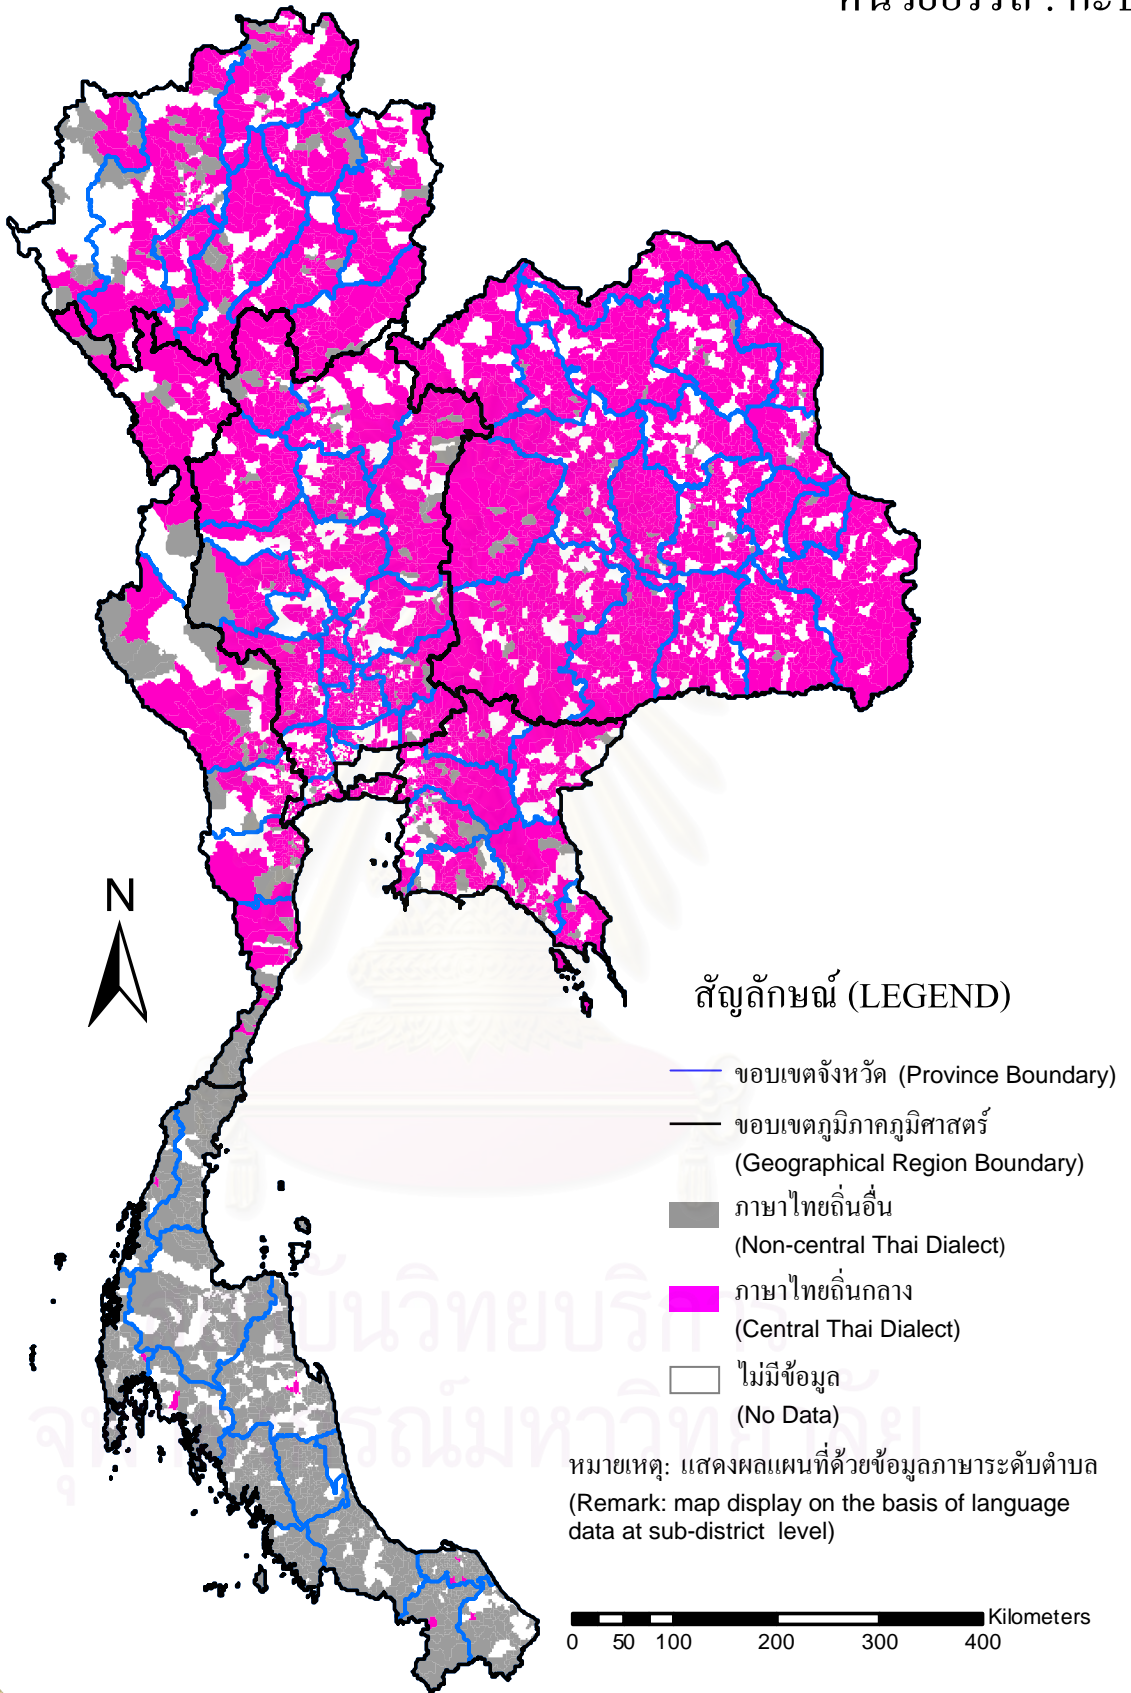 N
สัญลักษณ์ (LEGEND)
ขอบเขตจังหวัด (Province Boundary)
ขอบเขตภูมิภาคภูมิศาสตร์
(Geographical Region Boundary)
ภาษาไทยถิ่นอื่น
(Non-central Thai Dialect)
ภาษาไทยถิ่นกลาง
(Central Thai Dialect)
ไม่มีข้อมูล
(No Data)
หมายเหตุ: แสดงผลแผนที่ด้วยข้อมูลภาษาระดับตำบล
(Remark: map display on the basis of language
data at sub-district level)
Kilometers
0 50 100 200 300 400